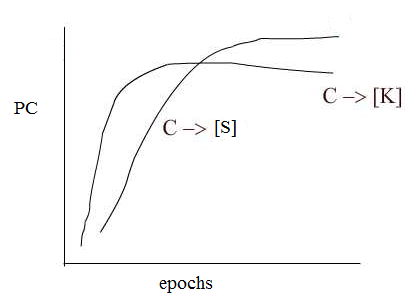 PC
C –> [K]
C –> [S]
epochs